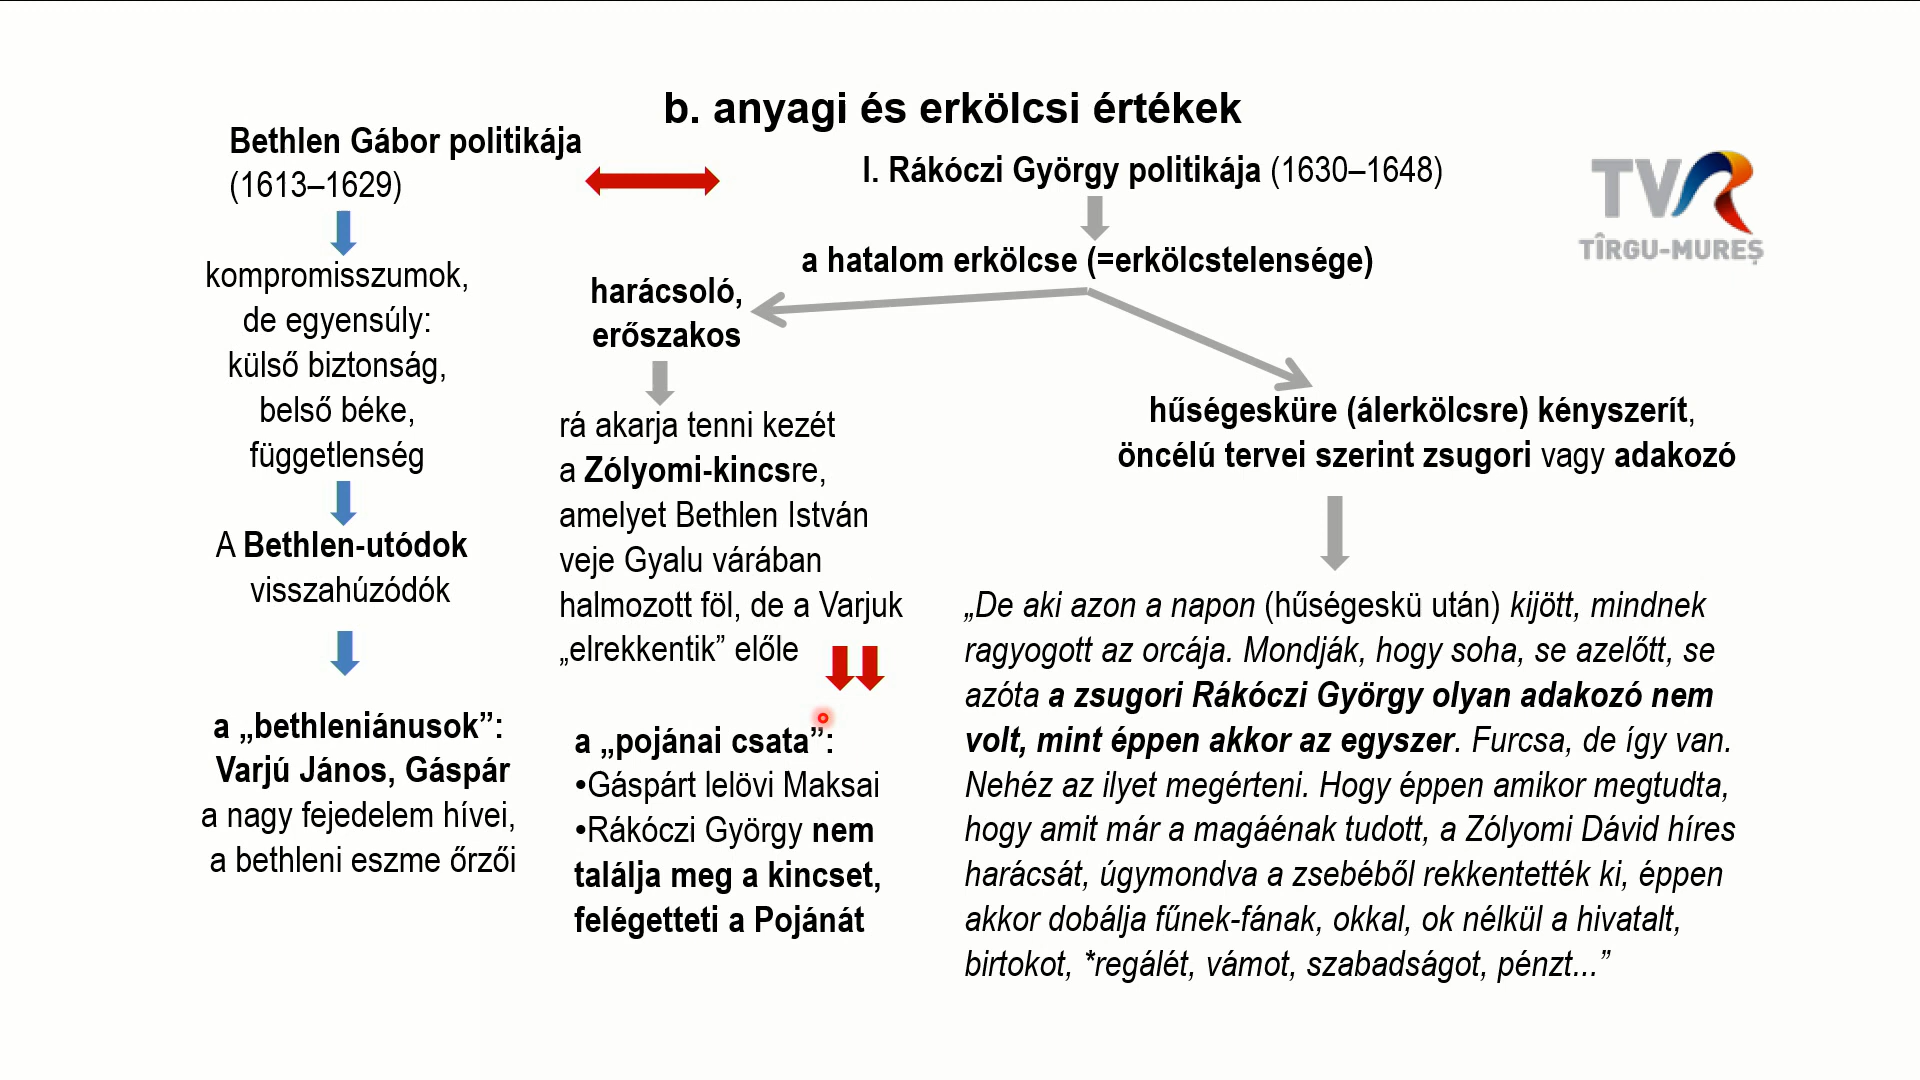 b. anyagi és erkölcsi értékek
Bethlen Gábor politikája
(1613–1629)
kompromisszumok,
de egyensúly:
külső biztonság,
belső béke,
függetlenség
A Bethlen-utódok
visszahúzódók
a „bethleniánusok”:
Varjú János, Gáspár
a nagy fejedelem hívei,
a bethleni eszme őrzői
I. Rákóczi György politikája (1630–1648)
a hatalom erkölcse (=erkölcstelensége)
harácsoló,
erőszakos
rá akarja tenni kezét
a Zólyomi-kincsre,
amelyet Bethlen István
veje Gyalu várában
halmozott föl, de a Varjuk
„elrekkentik” előle
a „pojánai csata”:
•Gáspárt lelövi Maksai
•Rákóczi György nem
találja meg a kincset,
felégetteti a Pojánát
hűségesküre (álerkölcsre) kényszerít,
öncélú tervei szerint zsugori vagy adakozó
„De aki azon a napon (hűségeskü után) kijött, mindnek
ragyogott az orcája. Mondják, hogy soha, se azelőtt, se
azóta a zsugori Rákóczi György olyan adakozó nem
volt, mint éppen akkor az egyszer. Furcsa, de így van.
Nehéz az ilyet megérteni. Hogy éppen amikor megtudta,
hogy amit már a magáénak tudott, a Zólyomi Dávid híres
harácsát, úgymondva a zsebéből rekkentették ki, éppen
akkor dobálja fűnek-fának, okkal, ok nélkül a hivatalt,
birtokot, *regálét, vámot, szabadságot, pénzt...”
TVR
TÎRGU-MUREȘ